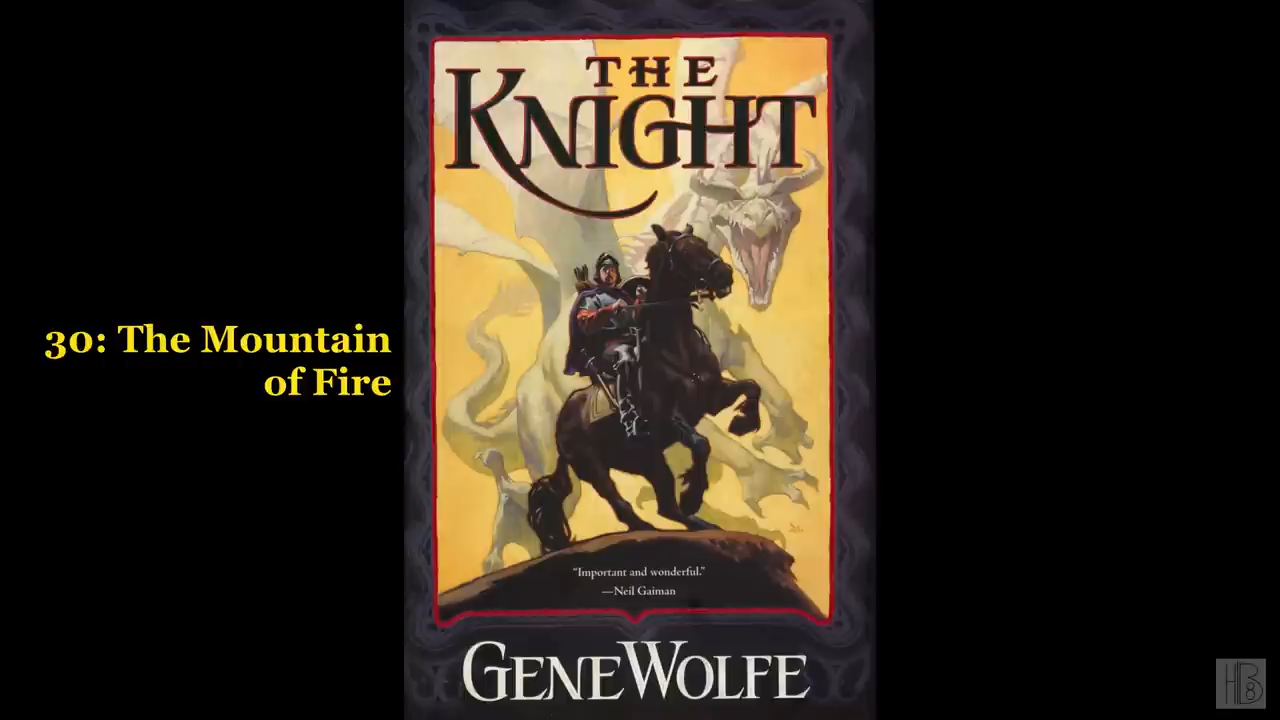 30: The Mountain
of Fire
THE
KNIGHT
“Important and wonderful.”
—Neil Gaiman
GENE WOLFE